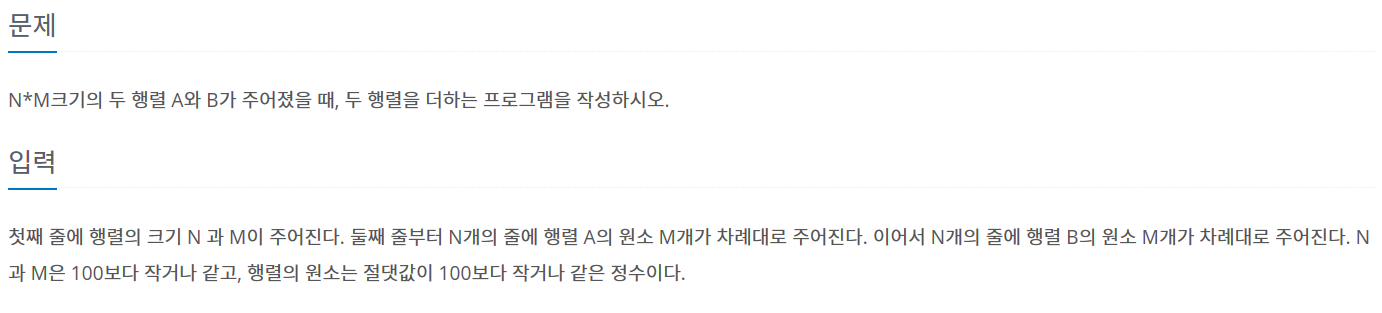 문제
N*M크기의 두 행렬 A와 B가 주어졌을 때, 두 행렬을 더하는 프로그램을 작성하시오.
입력
첫째 줄에 행렬의 크기 N 과 M이 주어진다. 둘째 줄부터 N개의 줄에 행렬 A의 원소 M개가 차례대로 주어진다. 이어서 N개의 줄에 행렬 B의 원소 M개가 차례대로 주어진다. N
과 M은 100보다 작거나 같고, 행렬의 원소는 절댓값이 100보다 작거나 같은 정수이다.